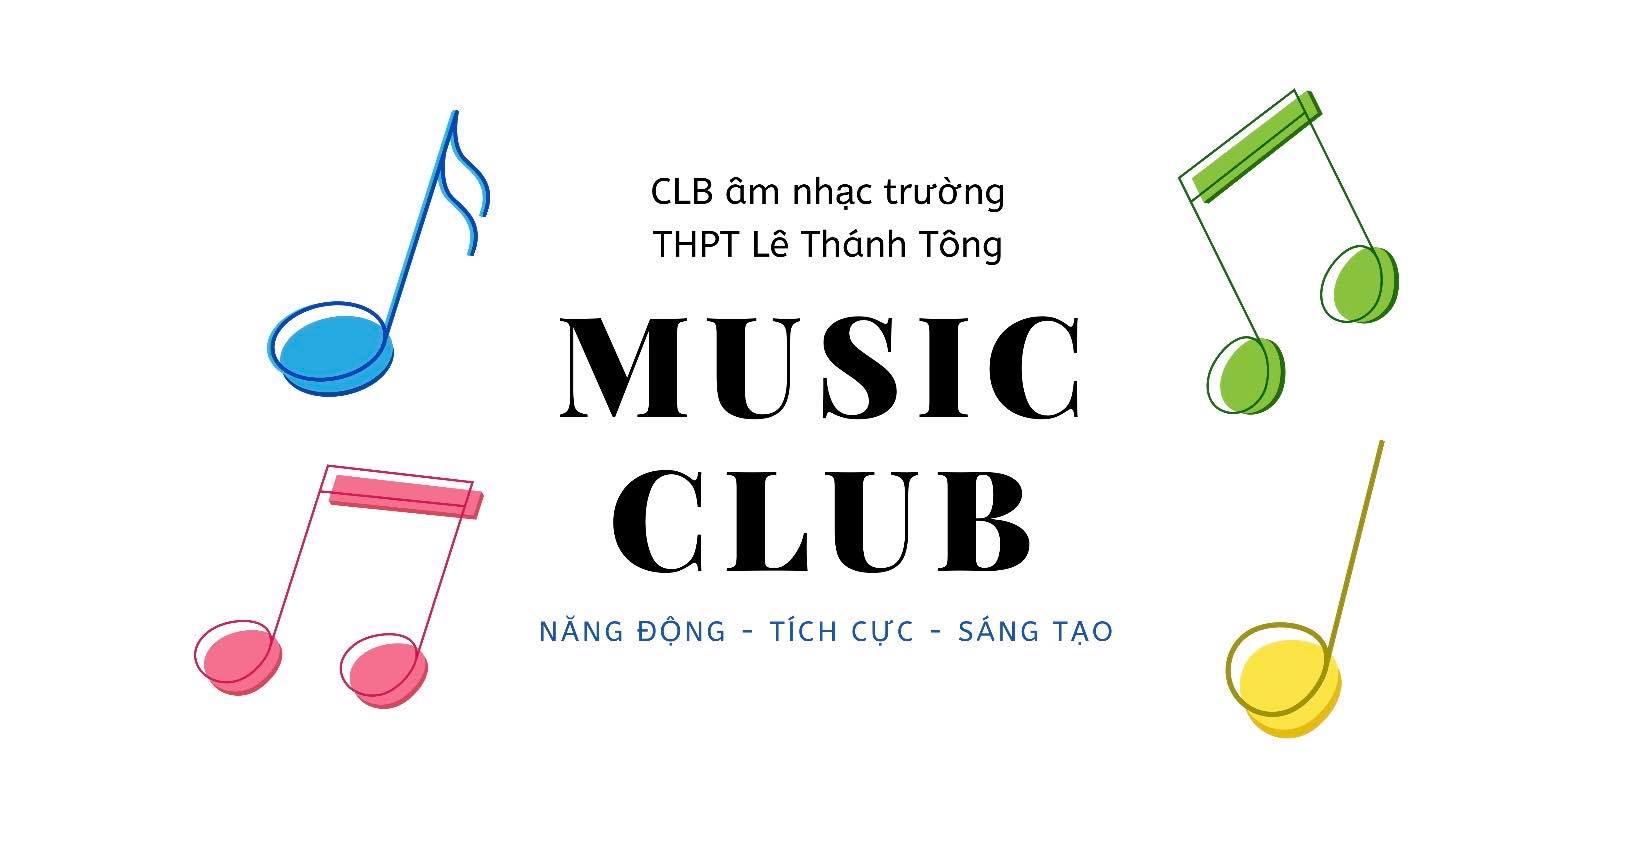 CLB âm nhạc trường
THPT Lê Thánh Tông
MUSIC
CLUB
NĂNG ĐỘNG - TÍCH CỰC - SÁNG TẠO